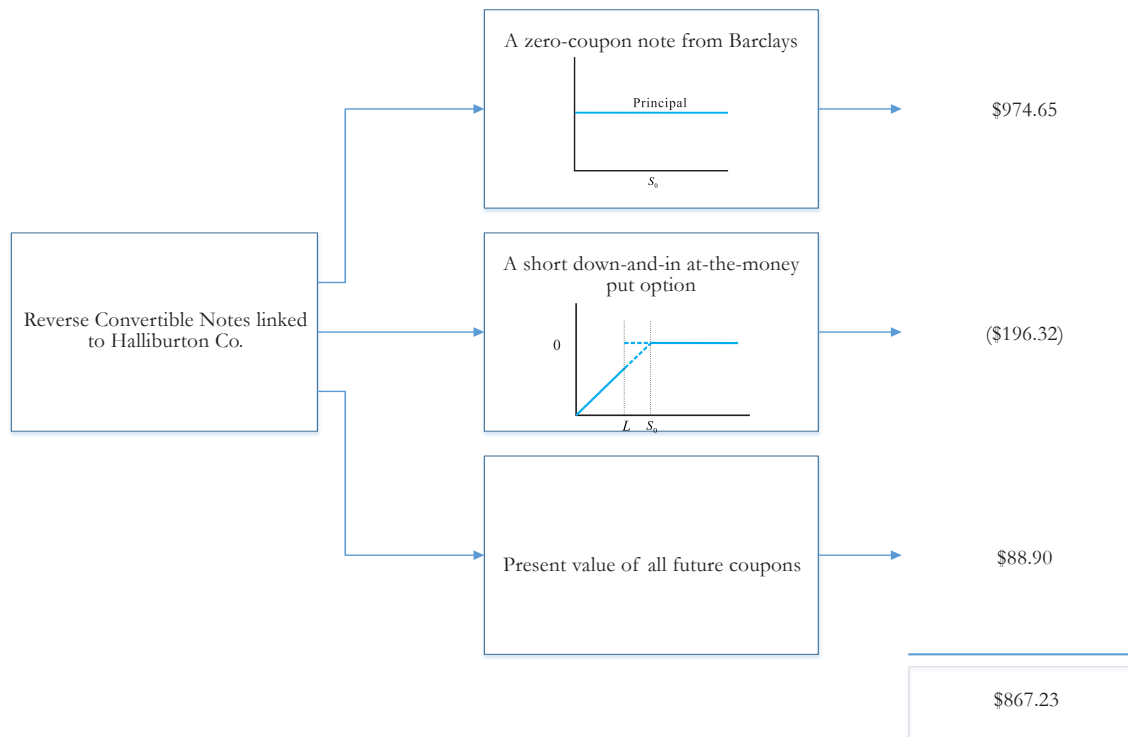 A zero-coupon note from Barclays
Principal
S₀
$974.65
Reverse Convertible Notes linked
to Halliburton Co.
A short down-and-in at-the-money
put option
0
L S₀
($196.32)
Present value of all future coupons
$88.90
$867.23